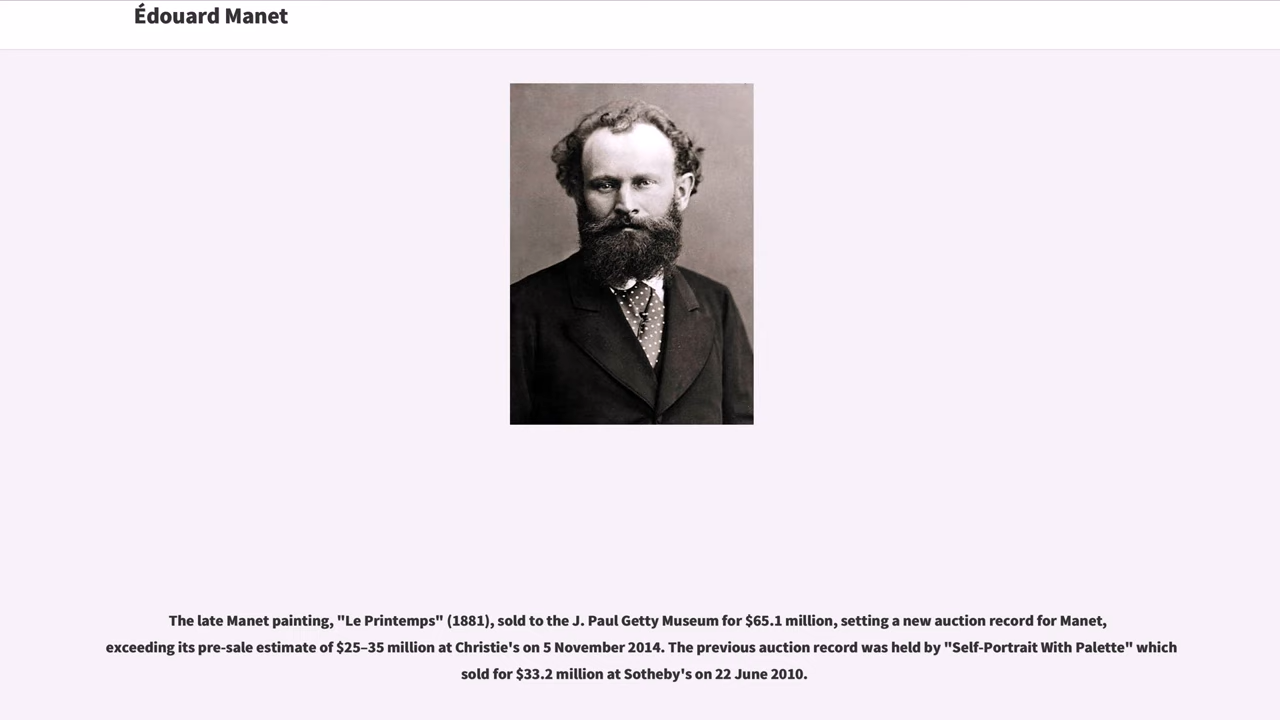 Édouard Manet
The late Manet painting, "Le Printemps" (1881), sold to the J. Paul Getty Museum for $65.1 million, setting a new auction record for Manet,
exceeding its pre-sale estimate of $25–35 million at Christie's on 5 November 2014. The previous auction record was held by "Self-Portrait With Palette" which
sold for $33.2 million at Sotheby's on 22 June 2010.